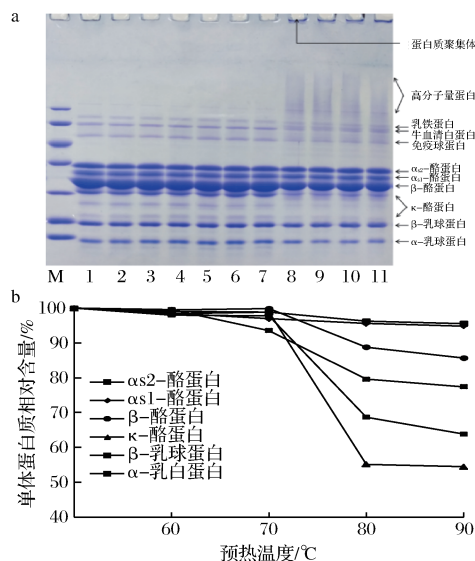 a
蛋白质聚集体
高分子量蛋白
乳铁蛋白
牛血清白蛋白
免疫球蛋白
αs2-酪蛋白
αs1-酪蛋白
β-酪蛋白
κ-酪蛋白
β-乳球蛋白
α-乳球蛋白
M 1 2 3 4 5 6 7 8 9 10 11
b
单体蛋白质相对含量/%
100
90
80
70
60
50
40
αs2-酪蛋白
αs1-酪蛋白
β-酪蛋白
κ-酪蛋白
β-乳球蛋白
α-乳白蛋白
60 70 80 90
预热温度/℃